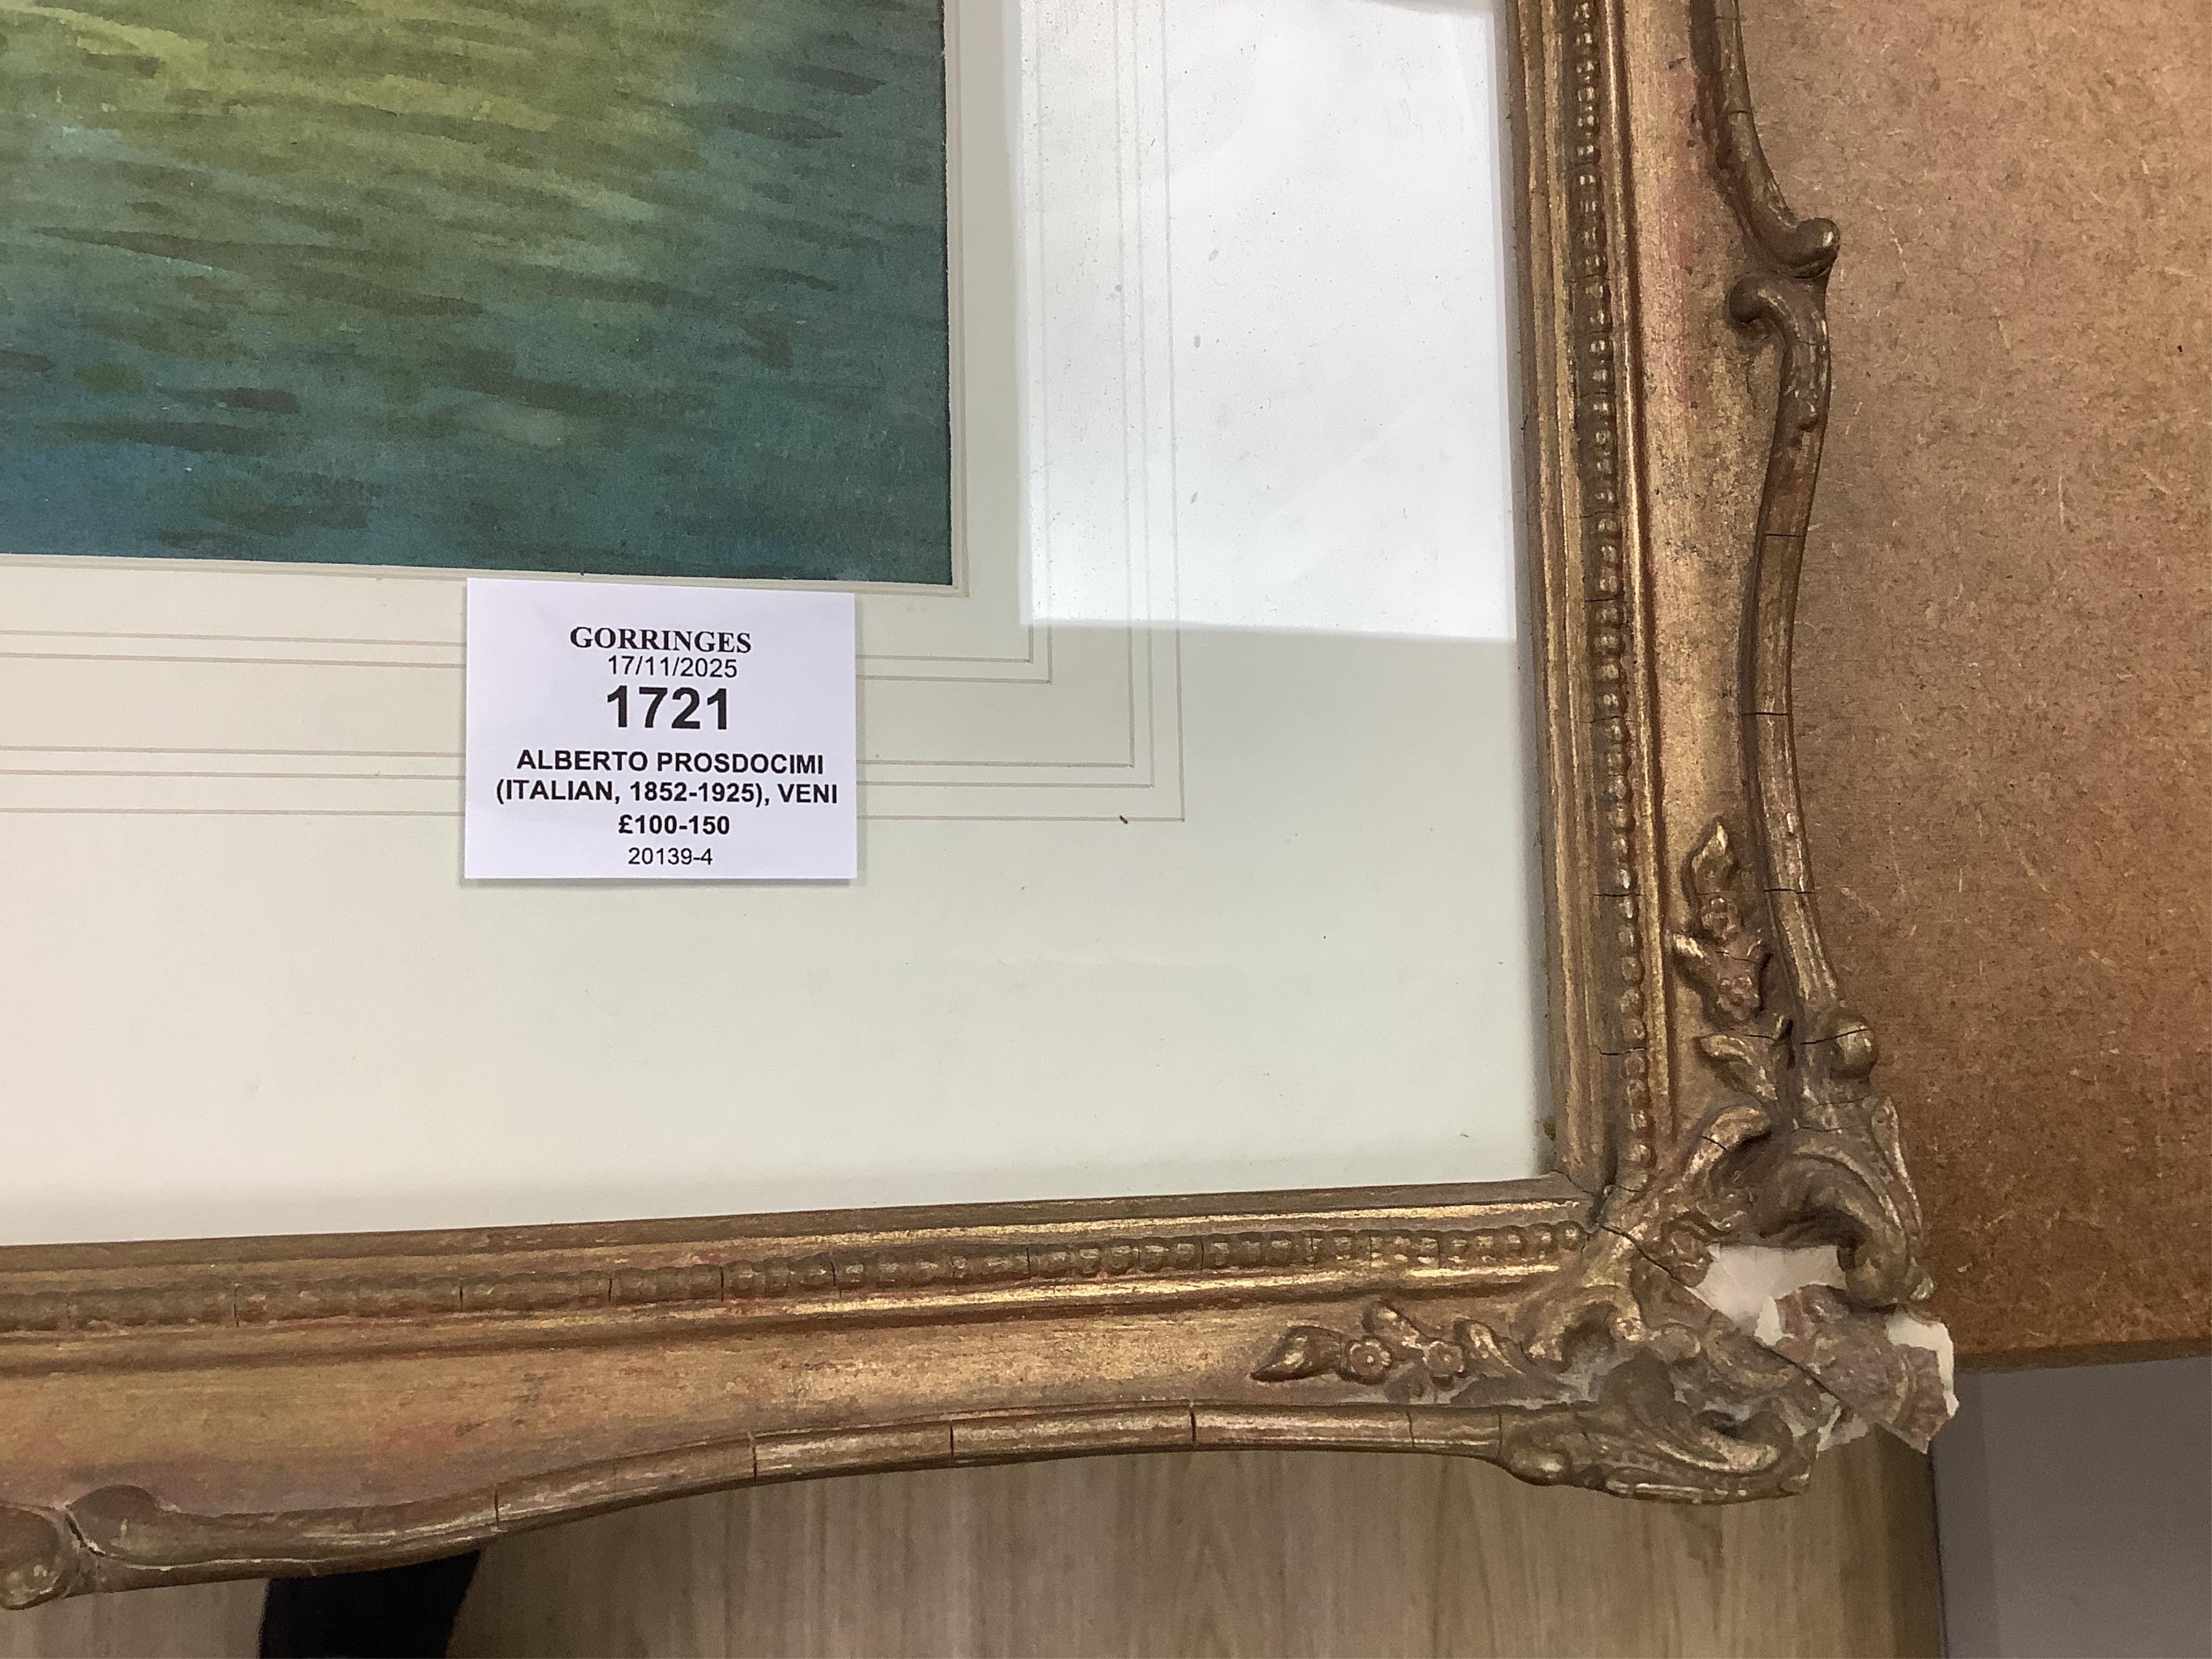 GORRINGES
17/11/2025
1721
ALBERTO PROSDOCIMI
(ITALIAN, 1852-1925), VENI
£100-150
20139-4